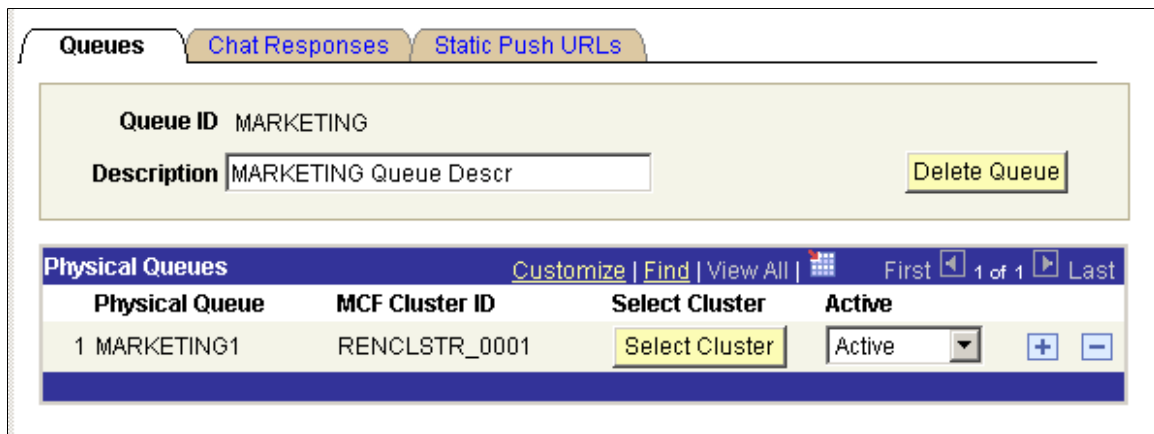 Queues Chat Responses Static Push URLs
Queue ID MARKETING
Description MARKETING Queue Descr Delete Queue
Physical Queues Customize | Find | View All | First 1 of 1 Last
Physical Queue MCF Cluster ID Select Cluster Active
1 MARKETING1 RENCLSTR_0001 Select Cluster Active